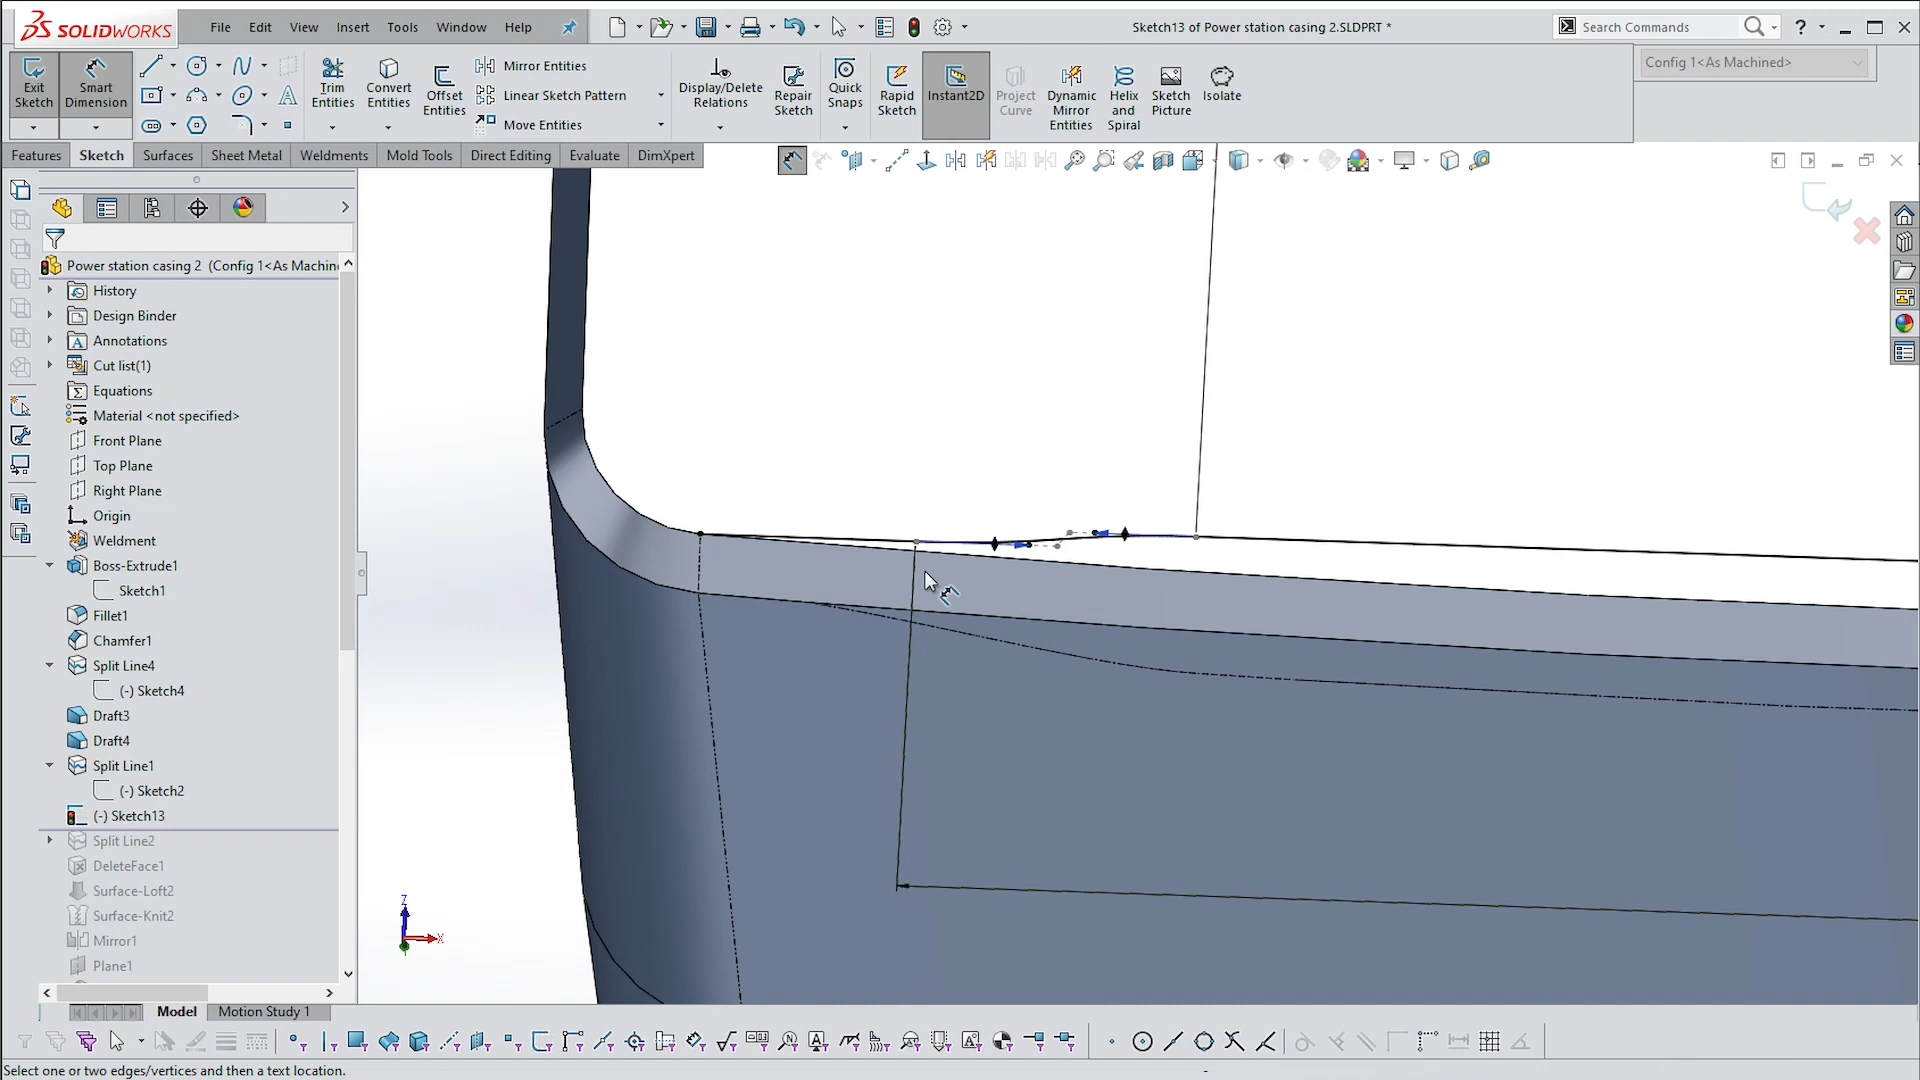 SOLIDWORKS
File Edit View Insert Tools Window Help
Sketch13 of Power station casing 2.SLDPRT *
Search Commands
?
Exit Sketch
Smart Dimension
Trim Entities
Convert Entities
Offset Entities
Mirror Entities
Linear Sketch Pattern
Move Entities
Display/Delete Relations
Repair Sketch
Quick Snaps
Rapid Sketch
Instant2D
Project Curve
Dynamic Mirror Entities
Helix and Spiral
Sketch Picture
Isolate
Config 1<As Machined>
Features Sketch Surfaces Sheet Metal Weldments Mold Tools Direct Editing Evaluate DimXpert
Power station casing 2 (Config 1<As Machin
History
Design Binder
Annotations
Cut list(1)
Equations
Material <not specified>
Front Plane
Top Plane
Right Plane
Origin
Weldment
Boss-Extrude1
Sketch1
Fillet1
Chamfer1
Split Line4
(-) Sketch4
Draft3
Draft4
Split Line1
(-) Sketch2
(-) Sketch13
Split Line2
DeleteFace1
Surface-Loft2
Surface-Knit2
Mirror1
Plane1
Z
X
Model Motion Study 1
Select one or two edges/vertices and then a text location.